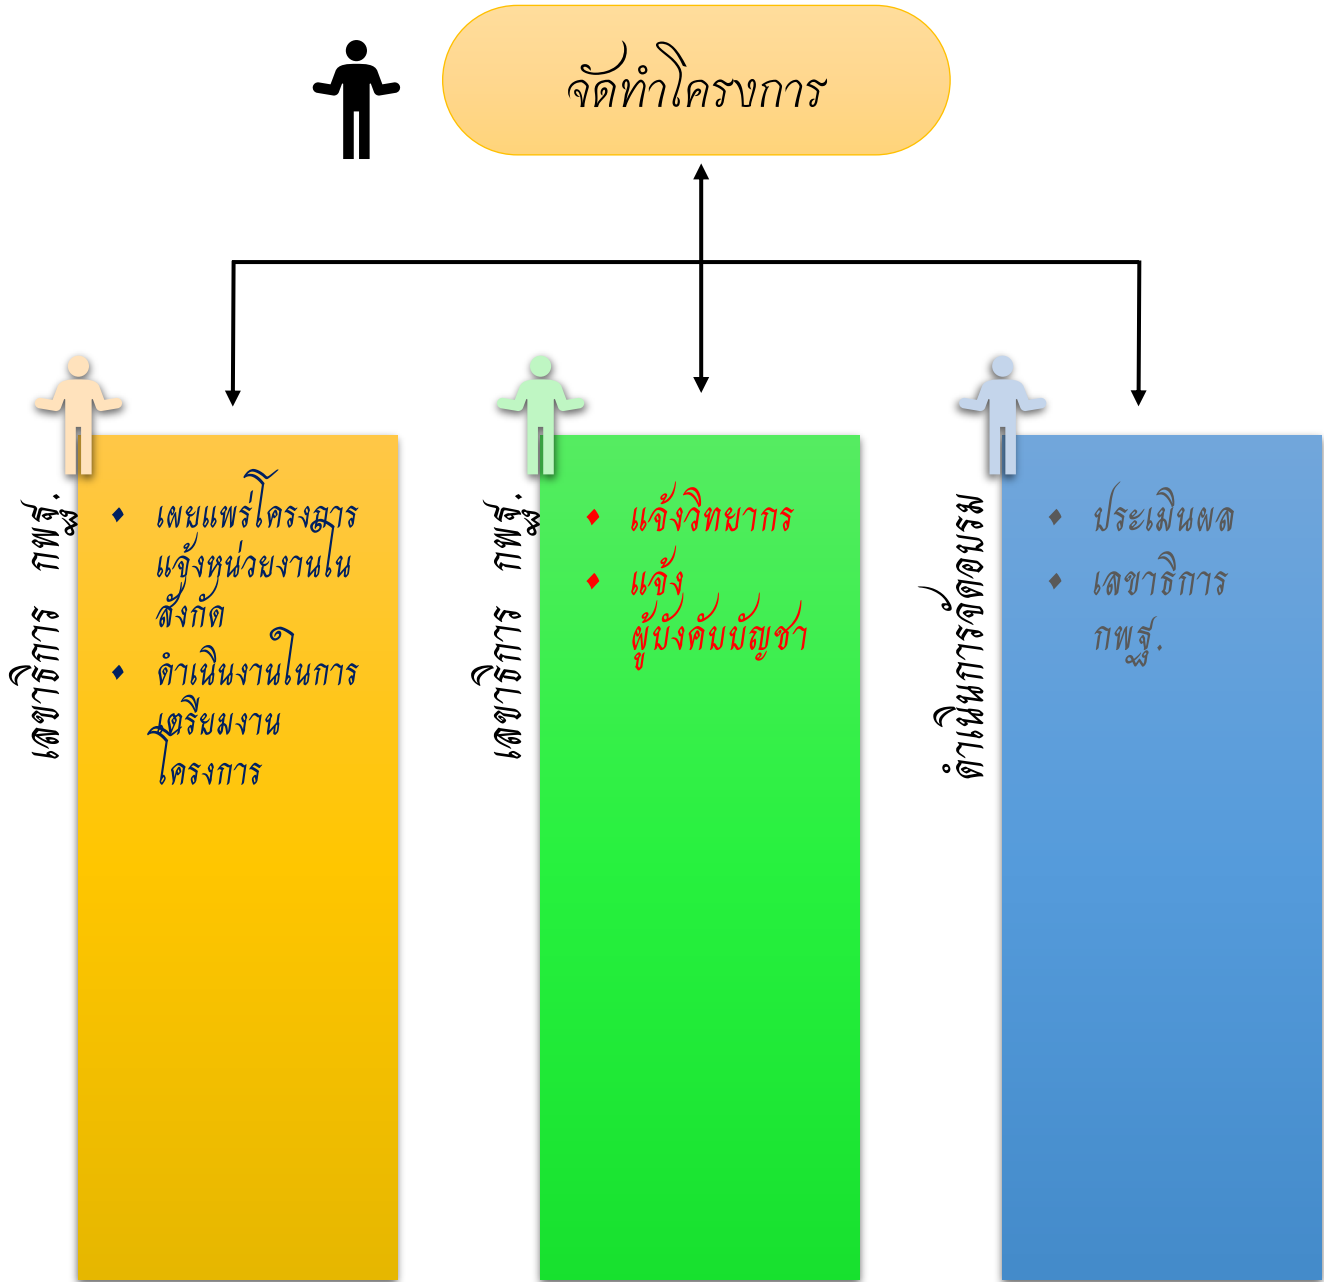 จัดทำโครงการ
เลขาธิการ กพฐ.
เผยแพร่โครงการ
แจ้งหน่วยงานใน
สังกัด
ดำเนินงานในการ
เตรียมงาน
โครงการ
เลขาธิการ กพฐ.
แจ้งวิทยากร
แจ้ง
ผู้บังคับบัญชา
ดำเนินการจัดอบรม
ประเมินผล
เลขาธิการ
กพฐ.